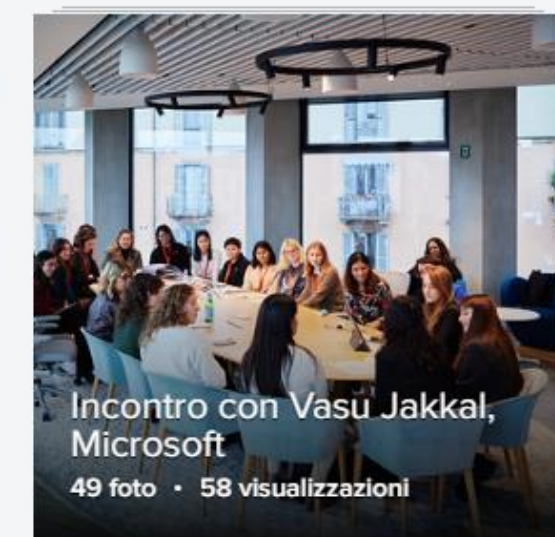 Incontro con Vasu Jakkal,
Microsoft
49 foto • 58 visualizzazioni